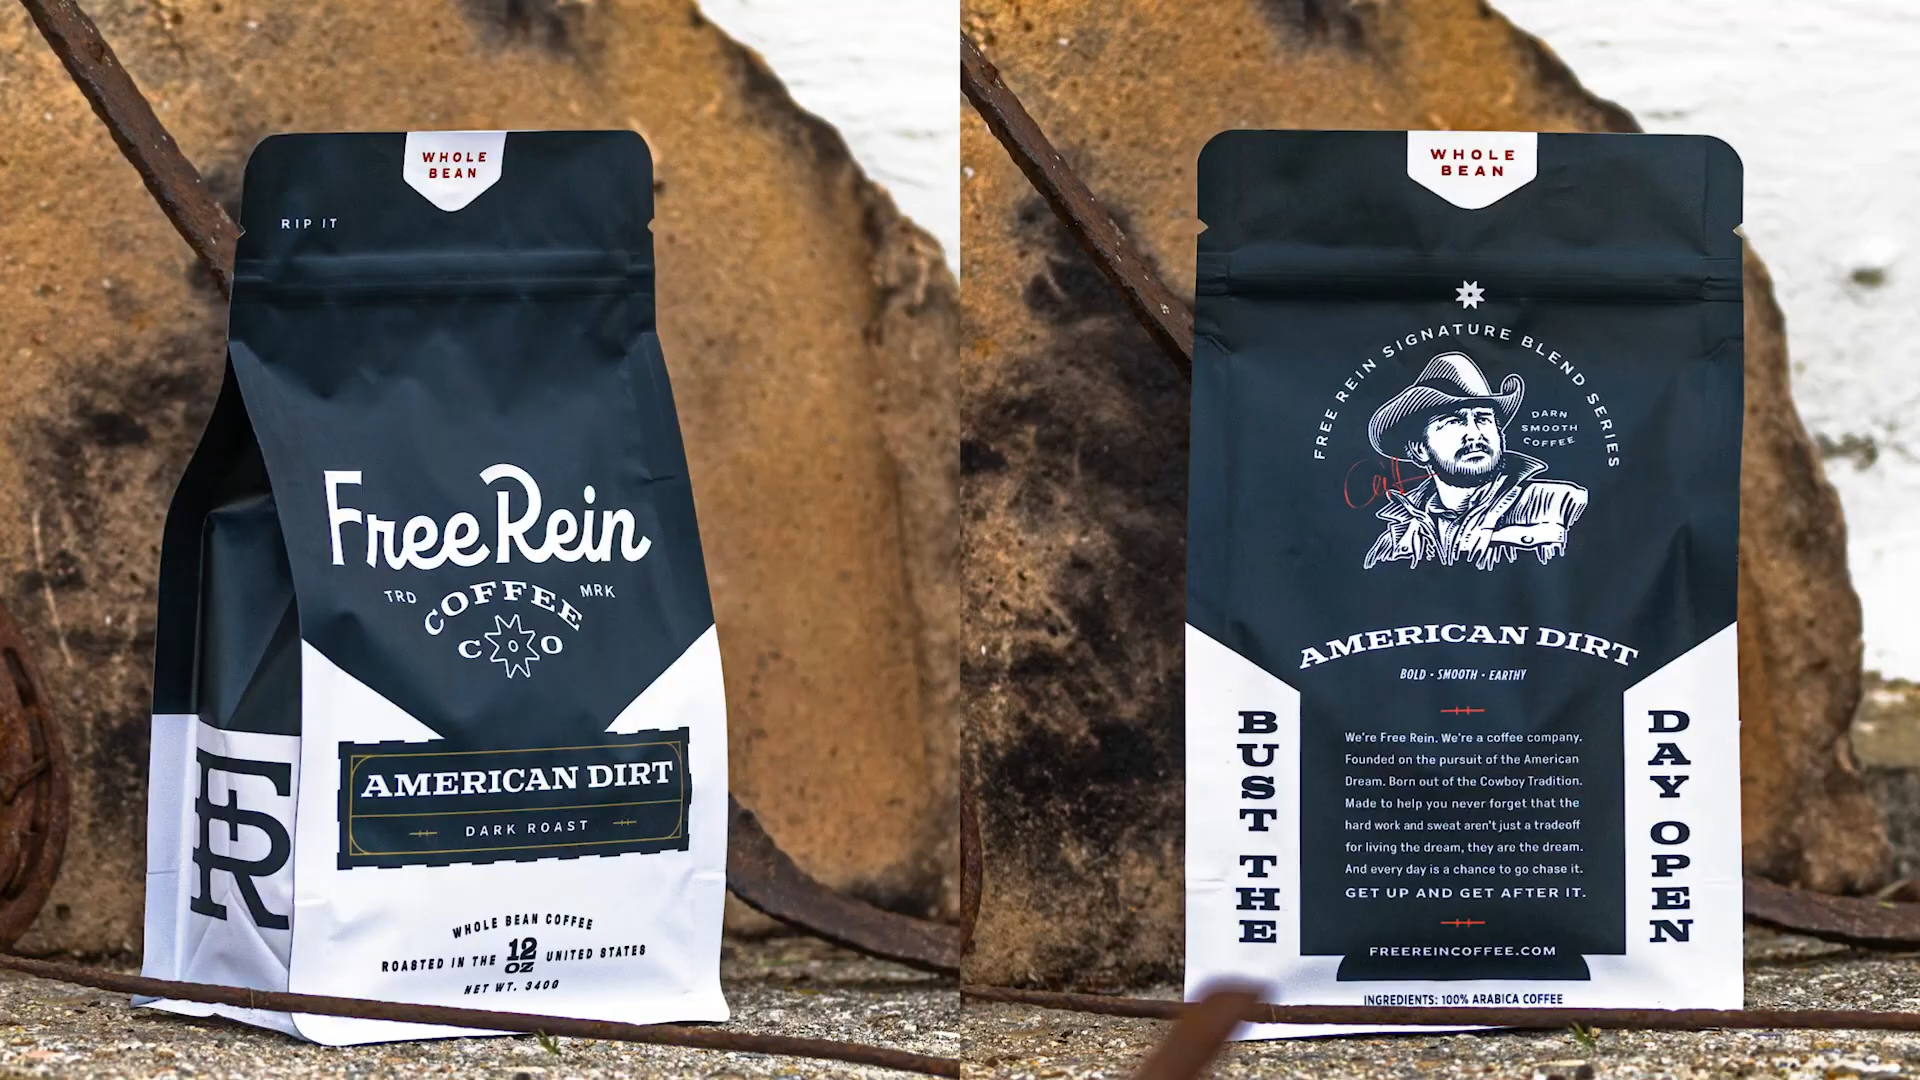 WHOLE
BEAN
RIP IT
Free Rein
TRD
COFFEE
MRK
CO
AMERICAN DIRT
DARK ROAST
FR
WHOLE BEAN COFFEE
ROASTED IN THE 12 OZ UNITED STATES
NET WT. 340G
WHOLE
BEAN
FREE REIN SIGNATURE BLEND SERIES
DARN
SMOOTH
COFFEE
AMERICAN DIRT
BOLD • SMOOTH • EARTHY
BUST THE
DAY OPEN
We're Free Rein. We're a coffee company.
Founded on the pursuit of the American
Dream. Born out of the Cowboy Tradition.
Made to help you never forget that the
hard work and sweat aren't just a tradeoff
for living the dream, they are the dream.
And every day is a chance to go chase it.
GET UP AND GET AFTER IT.
FREEREINCOFFEE.COM
INGREDIENTS: 100% ARABICA COFFEE